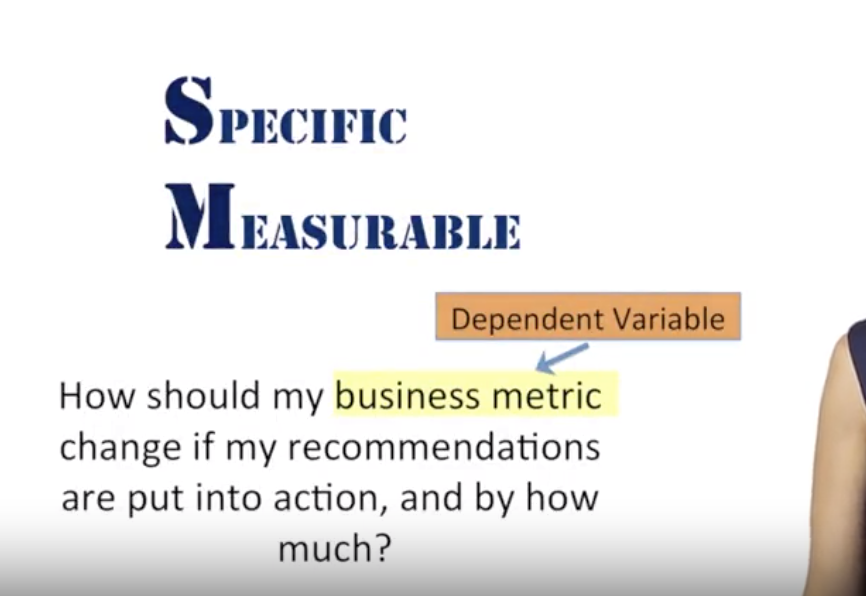 SPECIFIC
MEASURABLE
Dependent Variable
How should my business metric
change if my recommendations
are put into action, and by how
much?